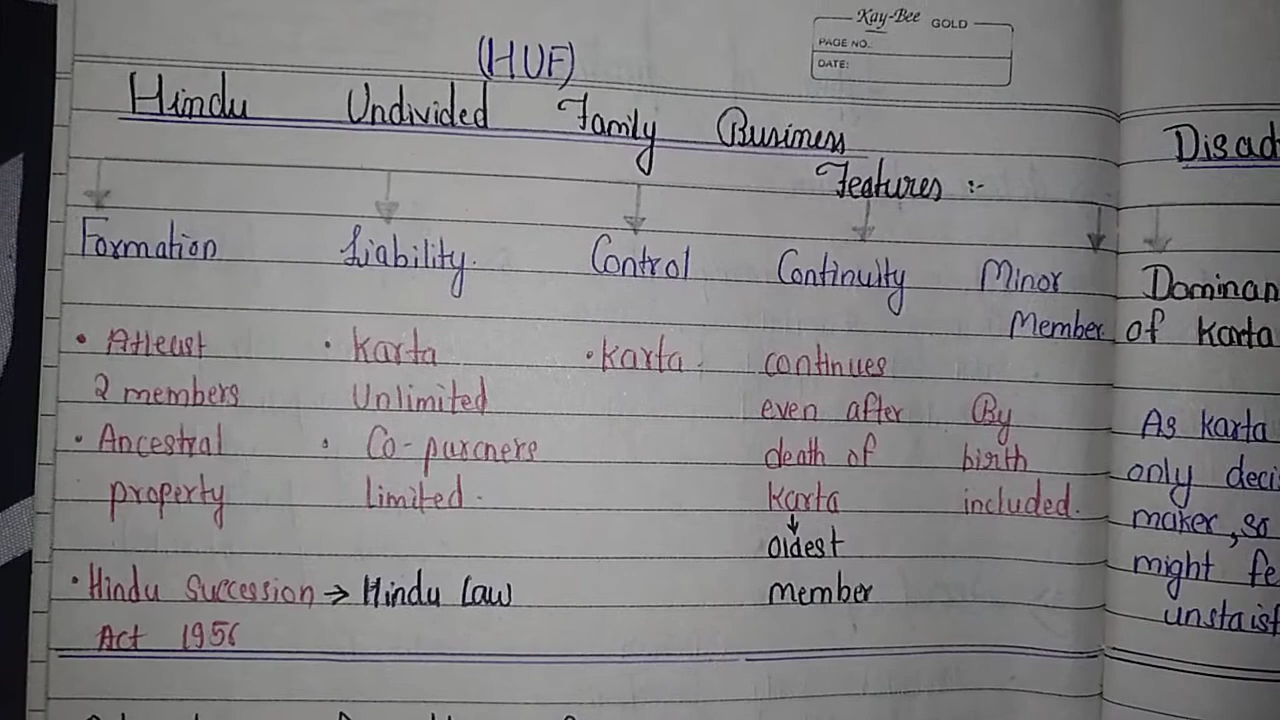 Kay-Bee GOLD
PAGE NO.:
DATE:
(HUF)
Hindu Undivided Family Business
Features :-
Formation
• Atleast
2 members
• Ancestral
property
• Hindu Succession → Hindu Law
Act 1956
Liability.
• Karta
Unlimited
• Co-parcners
limited.
Control
• Karta.
Continuity
continues
even after
death of
Karta
↓
oldest
member
Minor
Member
By
birth
included.
Disad
Dominan
of Karta
As karta
only deci
maker, so
might fe
unstaist